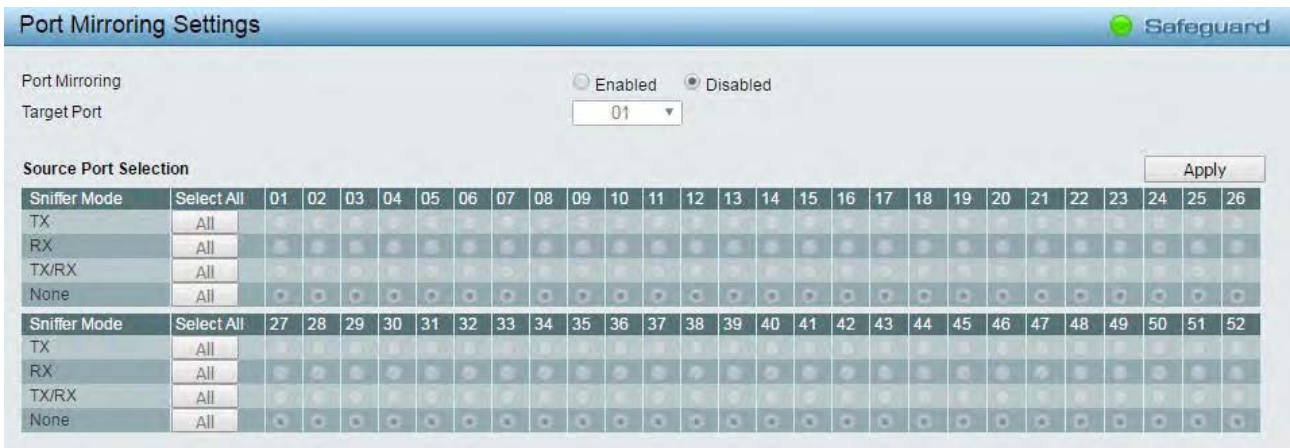 Port Mirroring Settings Safeguard
Port Mirroring Enabled Disabled
Target Port 01
Source Port Selection Apply
Sniffer Mode Select All 01 02 03 04 05 06 07 08 09 10 11 12 13 14 15 16 17 18 19 20 21 22 23 24 25 26
TX All
RX All
TX/RX All
None All
Sniffer Mode Select All 27 28 29 30 31 32 33 34 35 36 37 38 39 40 41 42 43 44 45 46 47 48 49 50 51 52
TX All
RX All
TX/RX All
None All